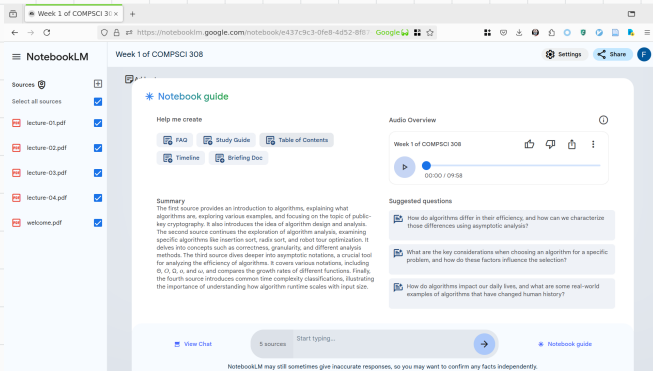 Week 1 of COMPSCI 30
https://notebooklm.google.com/notebook/e437c9c3-0fe8-4d52-8f0
Google
NotebookLM
Week 1 of COMPSCI 308
Settings
Share
F
Sources
Select all sources
lecture-01.pdf
lecture-02.pdf
lecture-03.pdf
lecture-04.pdf
welcome.pdf
Notebook guide
Help me create
FAQ
Study Guide
Table of Contents
Timeline
Briefing Doc
Audio Overview
Week 1 of COMPSCI 308
00:00 / 09:58
Summary
The first source provides an introduction to algorithms, explaining what
algorithms are, exploring various examples, and focusing on the topic of public-
key cryptography. It also introduces the idea of algorithm design and analysis.
The second source continues the exploration of algorithm analysis, examining
specific algorithms like insertion sort, radix sort, and robot tour optimization. It
delves into concepts such as correctness, granularity, and different analysis
methods. The third source dives deeper into asymptotic notations, a crucial tool
for analyzing the efficiency of algorithms. It covers various notations, including
Θ, O, Ω, o, and ω, and compares the growth rates of different functions. Finally,
the fourth source introduces common time complexity classifications, illustrating
the importance of understanding how algorithm runtime scales with input size.
Suggested questions
How do algorithms differ in their efficiency, and how can we characterize
those differences using asymptotic analysis?
What are the key considerations when choosing an algorithm for a specific
problem, and how do these factors influence the selection?
How do algorithms impact our daily lives, and what are some real-world
examples of algorithms that have changed human history?
View Chat
5 sources
Start typing...
Notebook guide
NotebookLM may still sometimes give inaccurate responses, so you may want to confirm any facts independently.